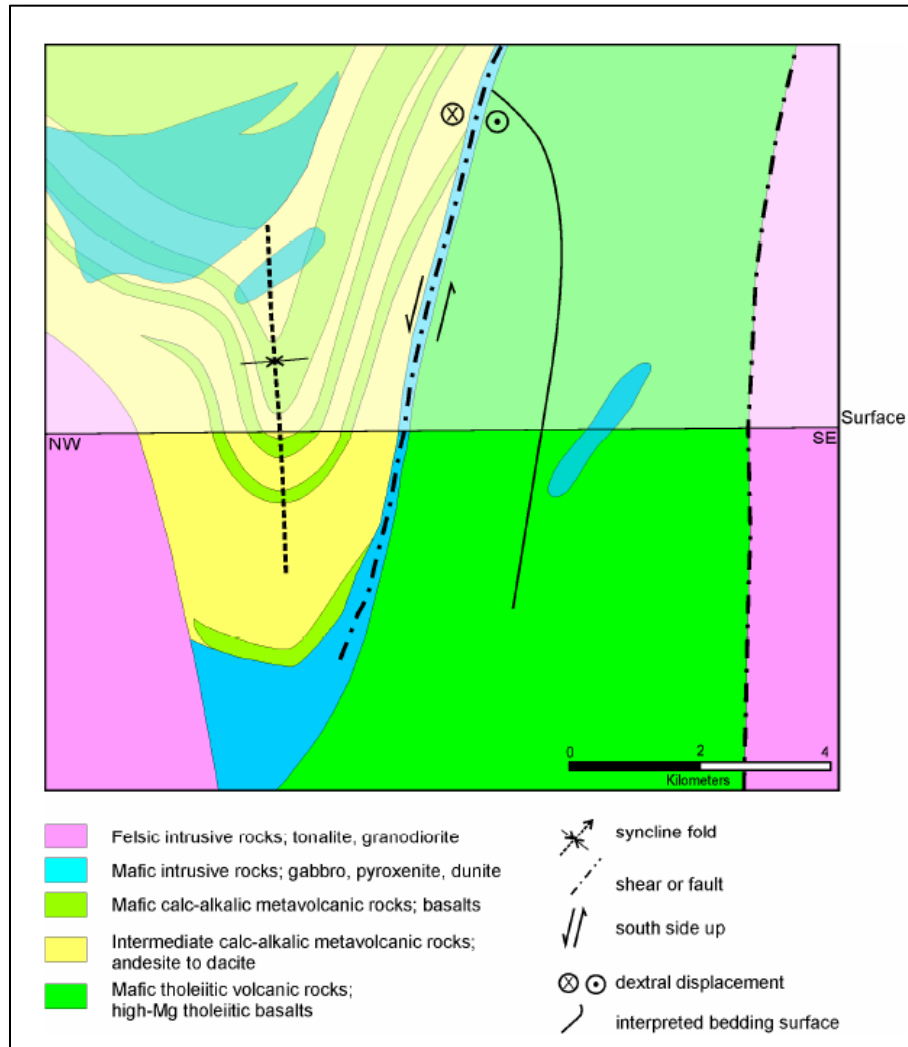 Surface
NW
SE
0 2 4
Kilometers
Felsic intrusive rocks; tonalite, granodiorite
Mafic intrusive rocks; gabbro, pyroxenite, dunite
Mafic calc-alkalic metavolcanic rocks; basalts
Intermediate calc-alkalic metavolcanic rocks;
andesite to dacite
Mafic tholeiitic volcanic rocks;
high-Mg tholeiitic basalts
syncline fold
shear or fault
south side up
dextral displacement
interpreted bedding surface